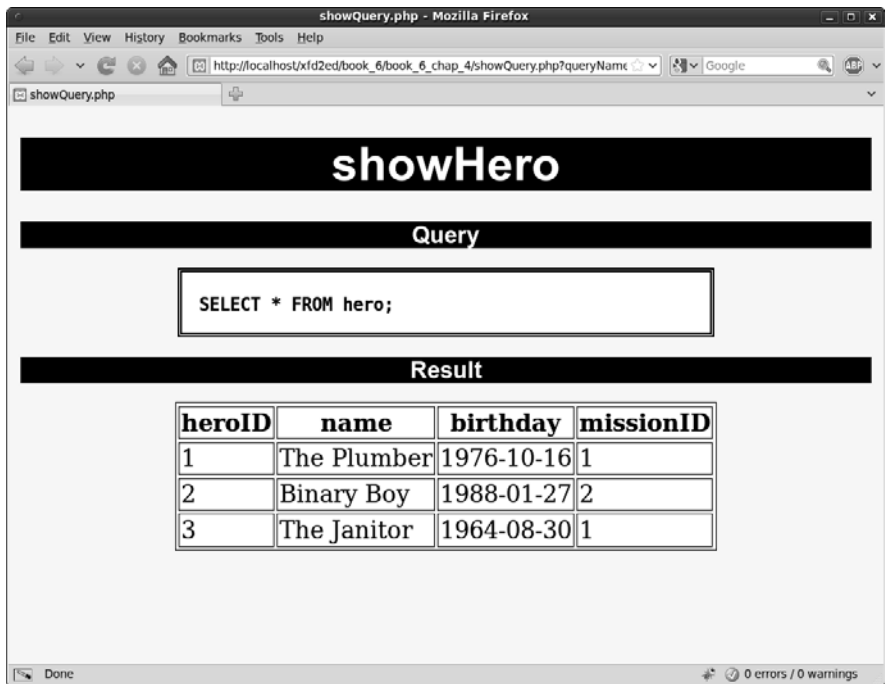 showQuery.php - Mozilla Firefox
File Edit View History Bookmarks Tools Help
http://localhost/xfd2ed/book_6/book_6_chap_4/showQuery.php?queryName
Google
ABP
showQuery.php
showHero
Query
SELECT * FROM hero;
Result
heroID name birthday missionID
1 The Plumber 1976-10-16 1
2 Binary Boy 1988-01-27 2
3 The Janitor 1964-08-30 1
Done
0 errors / 0 warnings